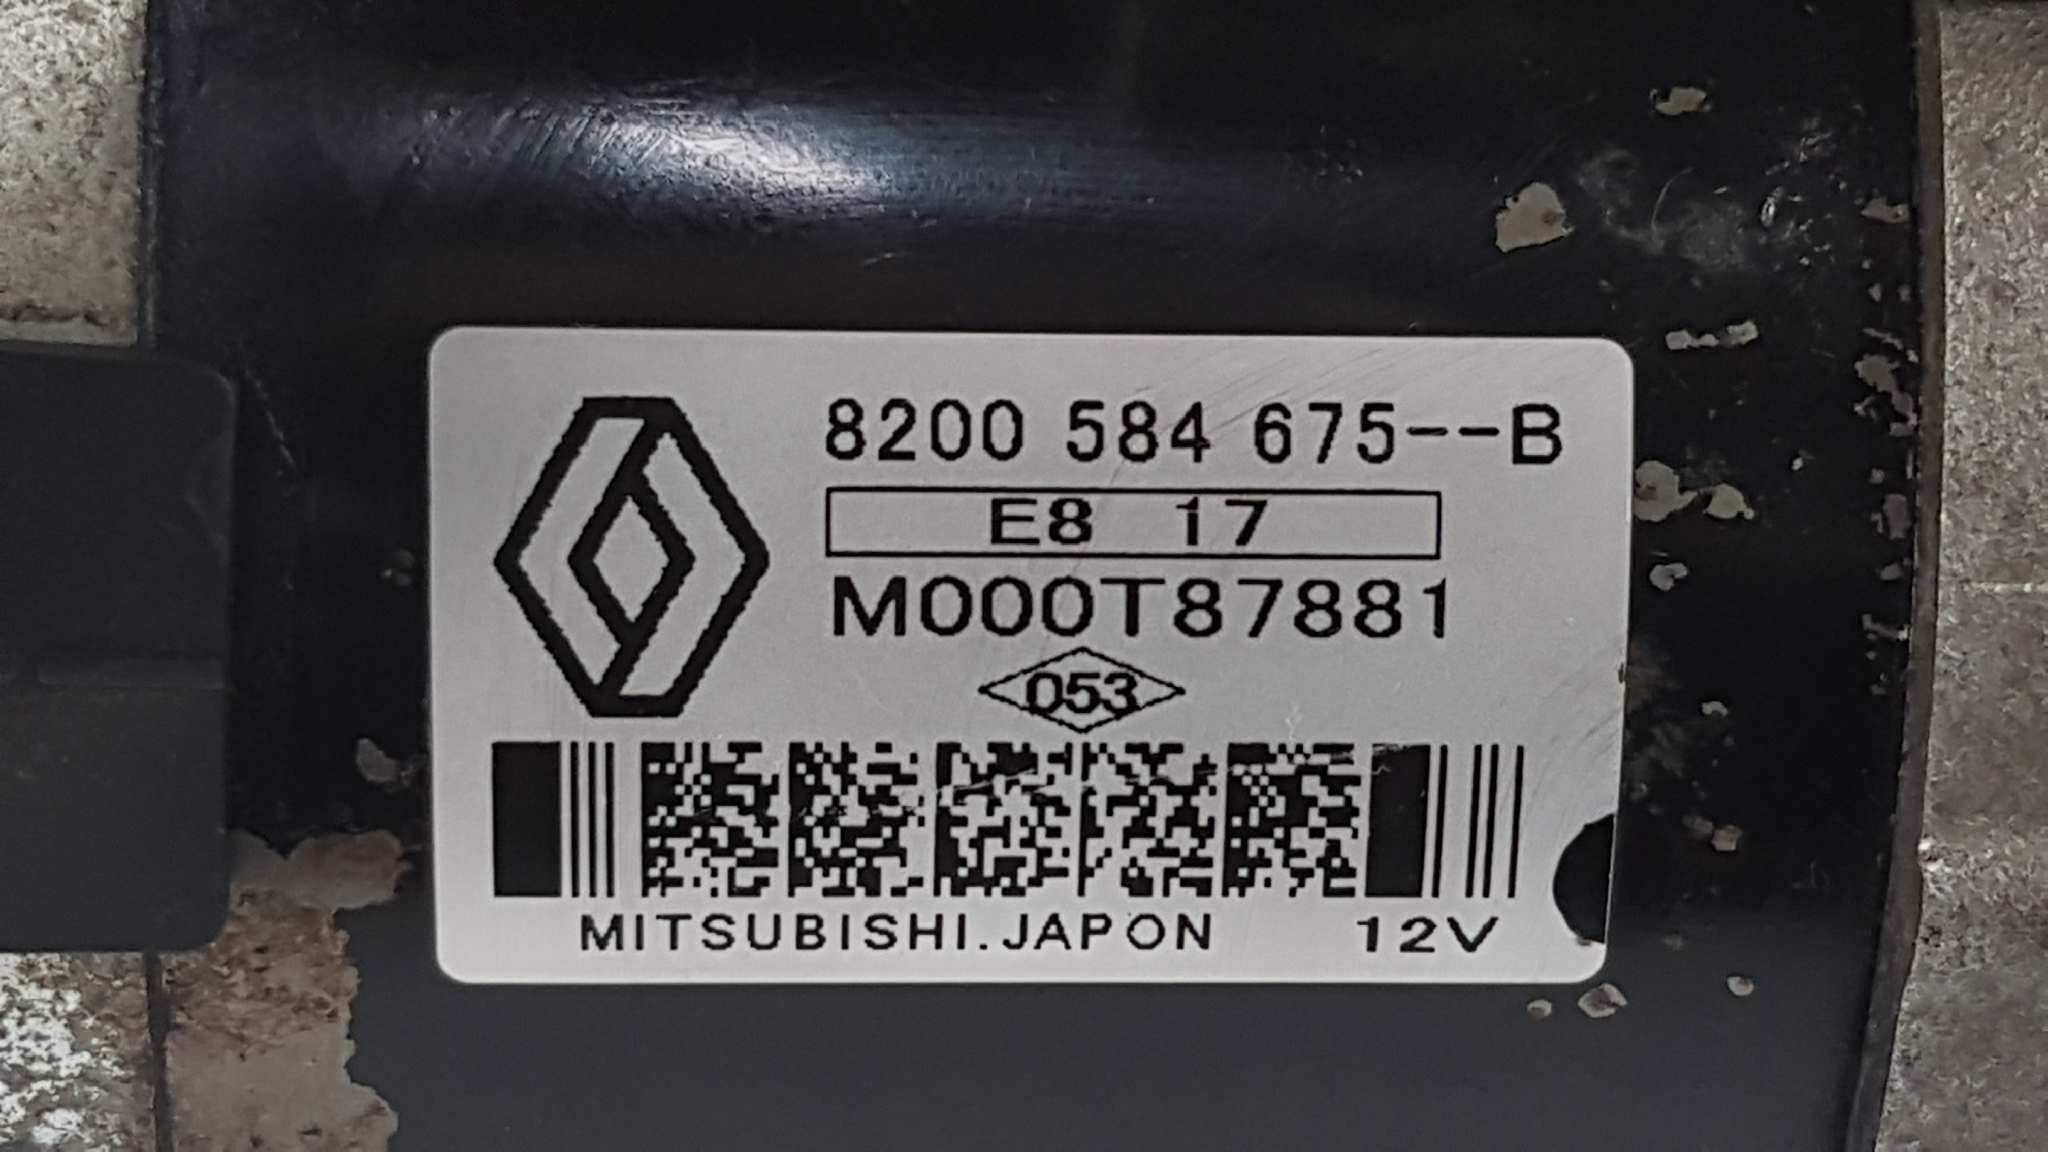 8200 584 675--B
E8 17
M000T87881
053
MITSUBISHI.JAPON 12V